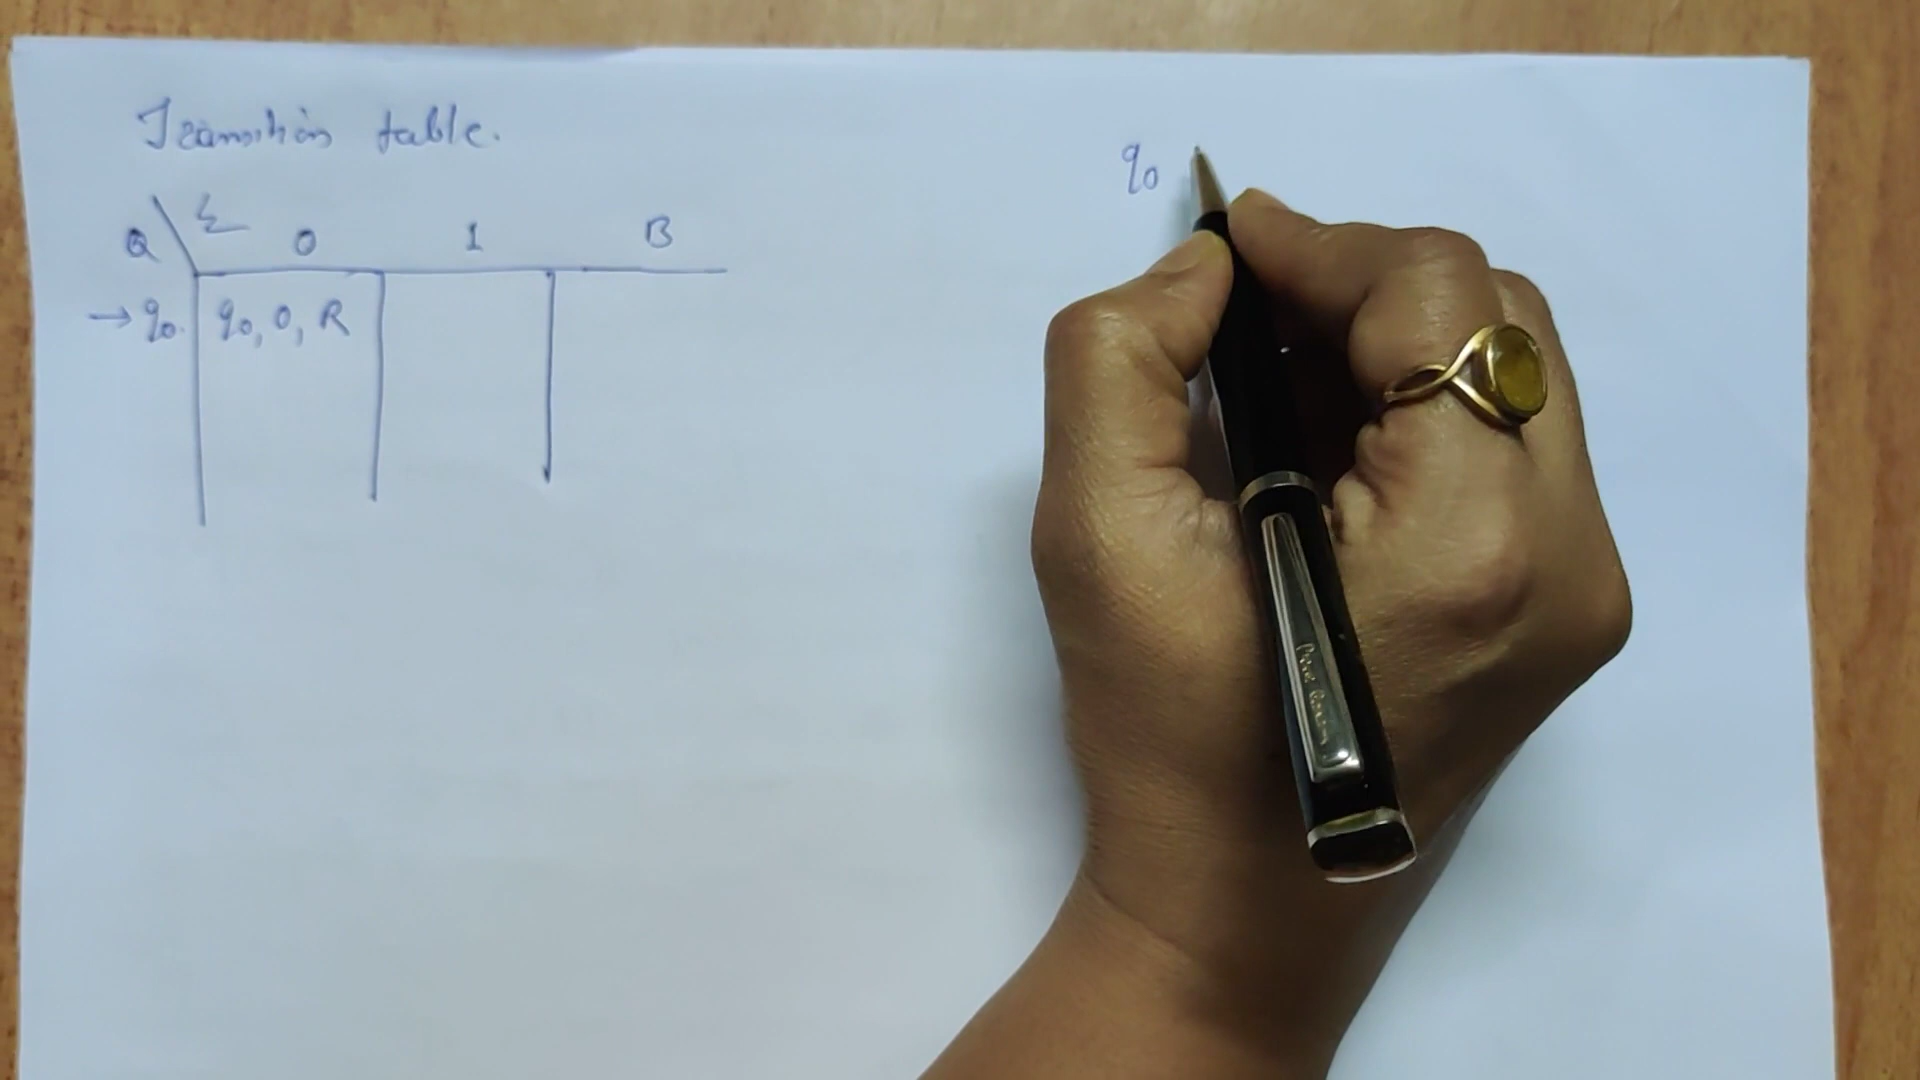 Transition table.
Q \ Σ 0 1 B
→ q0. q0, 0, R
q0